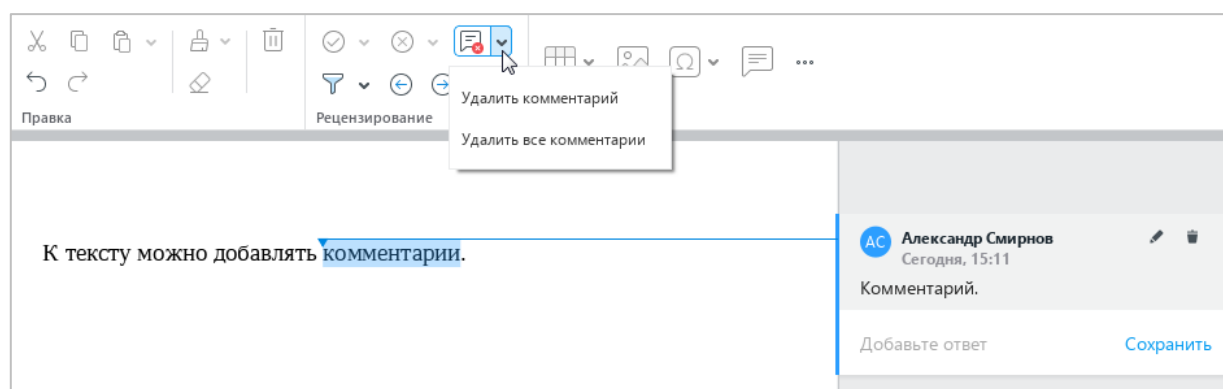 Правка
Рецензирование
Удалить комментарий
Удалить все комментарии
К тексту можно добавлять комментарии.
АС
Александр Смирнов
Сегодня, 15:11
Комментарий.
Добавьте ответ
Сохранить